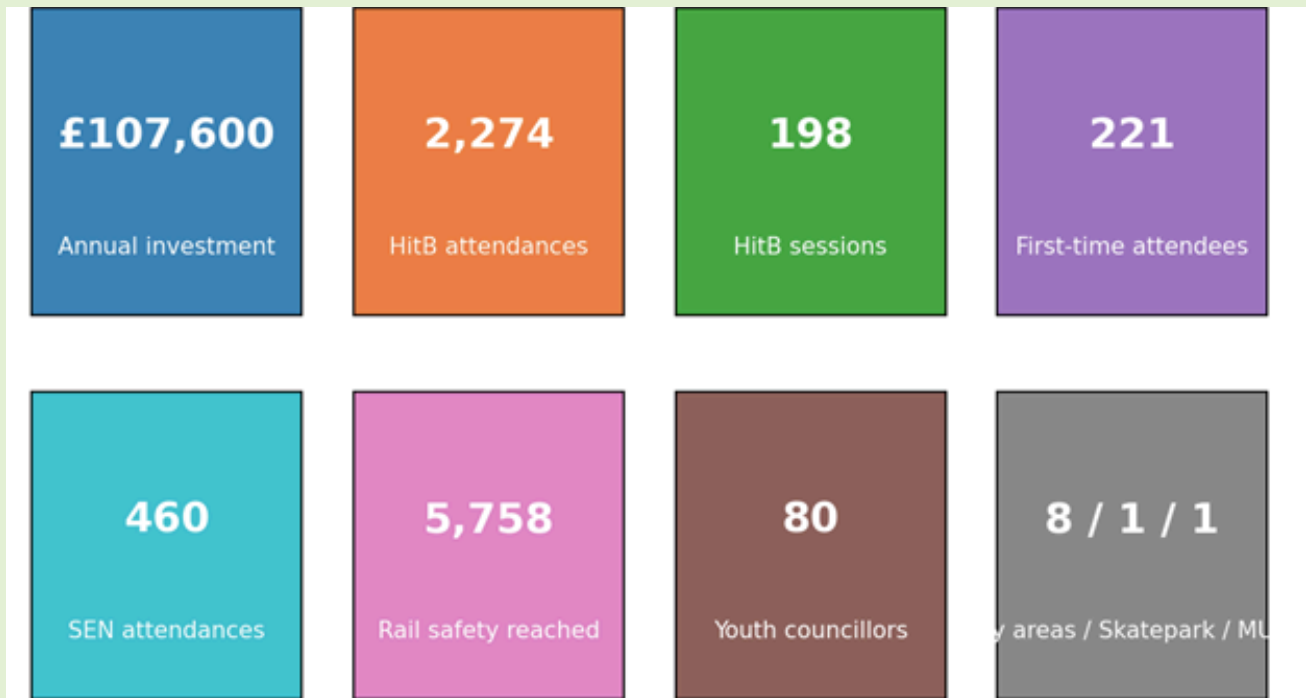 £107,600
Annual investment
2,274
HitB attendances
198
HitB sessions
221
First-time attendees
460
SEN attendances
5,758
Rail safety reached
80
Youth councillors
8 / 1 / 1
areas / Skatepark /